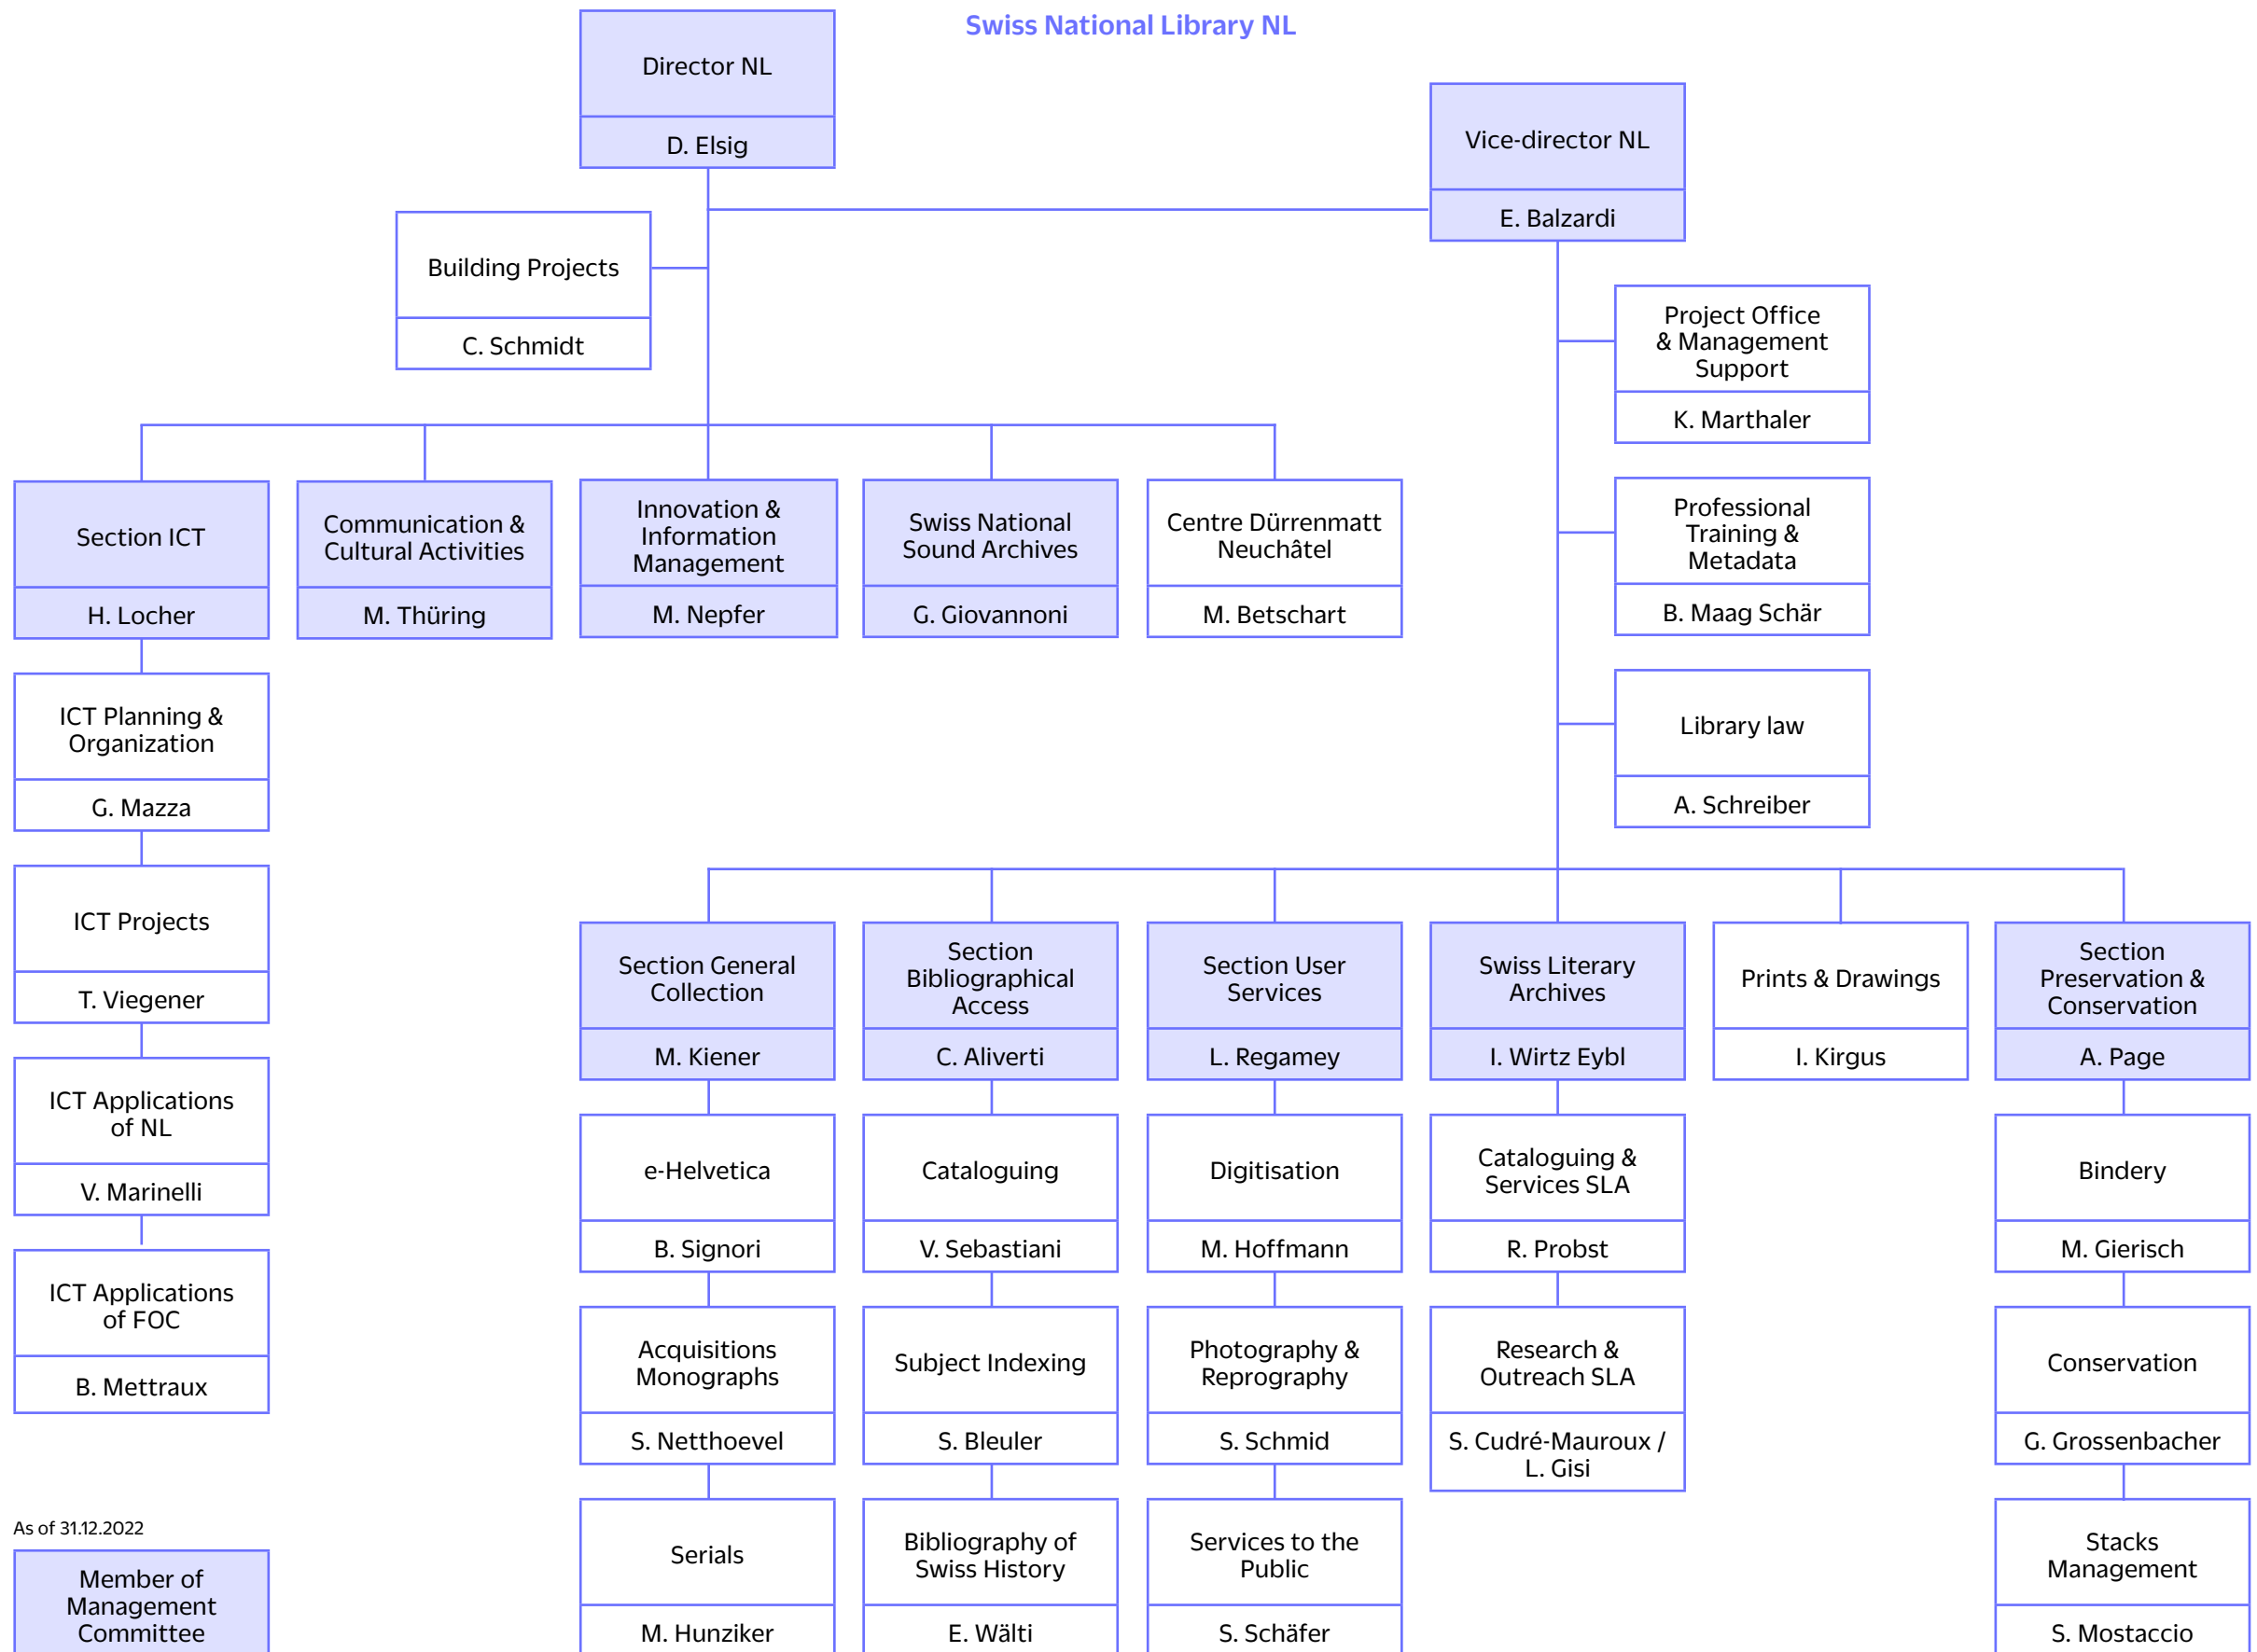 Swiss National Library NL
Director NL
D. Elsig
Vice-director NL
E. Balzardi
Building Projects
C. Schmidt
Project Office
& Management
Support
K. Marthaler
Professional
Training &
Metadata
B. Maag Schär
Library law
A. Schreiber
Section ICT
H. Locher
Communication &
Cultural Activities
M. Thüring
Innovation &
Information
Management
M. Nepfer
Swiss National
Sound Archives
G. Giovannoni
Centre Dürrenmatt
Neuchâtel
M. Betschart
ICT Planning &
Organization
G. Mazza
ICT Projects
T. Viegener
ICT Applications
of NL
V. Marinelli
ICT Applications
of FOC
B. Mettraux
Section General
Collection
M. Kiener
e-Helvetica
B. Signori
Acquisitions
Monographs
S. Netthoevel
Serials
M. Hunziker
Section
Bibliographical
Access
C. Aliverti
Cataloguing
V. Sebastiani
Subject Indexing
S. Bleuler
Bibliography of
Swiss History
E. Wälti
Section User
Services
L. Regamey
Digitisation
M. Hoffmann
Photography &
Reprography
S. Schmid
Services to the
Public
S. Schäfer
Swiss Literary
Archives
I. Wirtz Eybl
Cataloguing &
Services SLA
R. Probst
Research &
Outreach SLA
S. Cudré-Mauroux /
L. Gisi
Prints & Drawings
I. Kirgus
Section
Preservation &
Conservation
A. Page
Bindery
M. Gierisch
Conservation
G. Grossenbacher
Stacks
Management
S. Mostaccio
As of 31.12.2022
Member of
Management
Committee